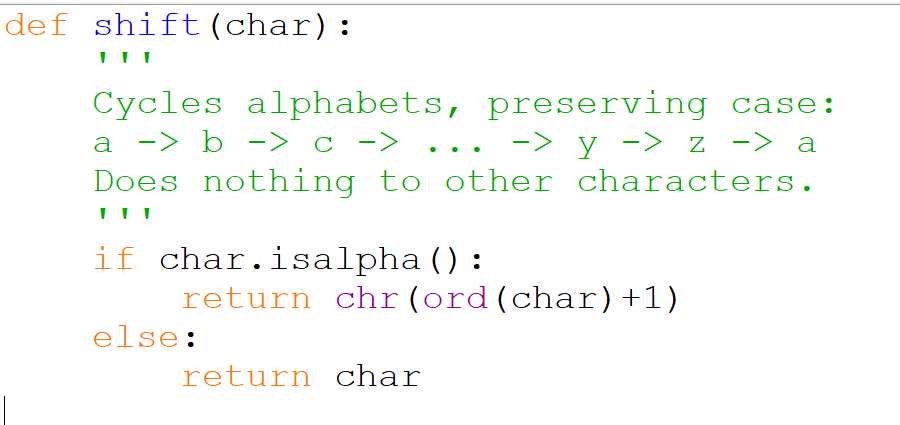 def shift(char):
    '''
    Cycles alphabets, preserving case:
    a -> b -> c -> ... -> y -> z -> a
    Does nothing to other characters.
    '''
    if char.isalpha():
        return chr(ord(char)+1)
    else:
        return char